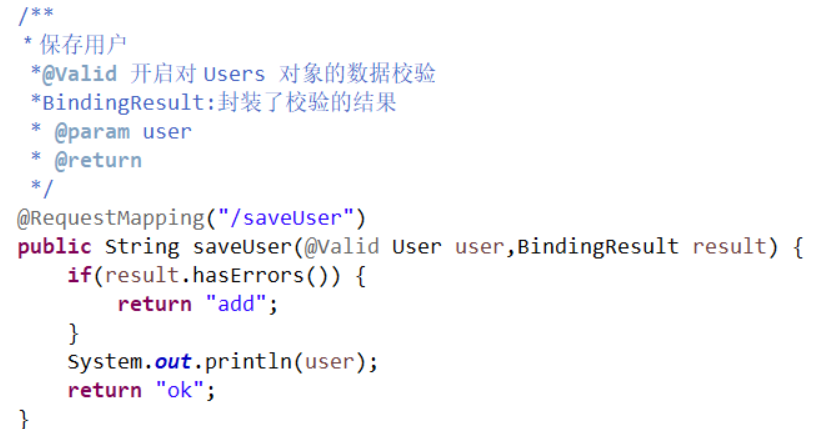 /**
 * 保存用户
 *@Valid 开启对 Users 对象的数据校验
 *BindingResult:封装了校验的结果
 * @param user
 * @return
 */
@RequestMapping("/saveUser")
public String saveUser(@Valid User user,BindingResult result) {
    if(result.hasErrors()) {
        return "add";
    }
    System.out.println(user);
    return "ok";
}